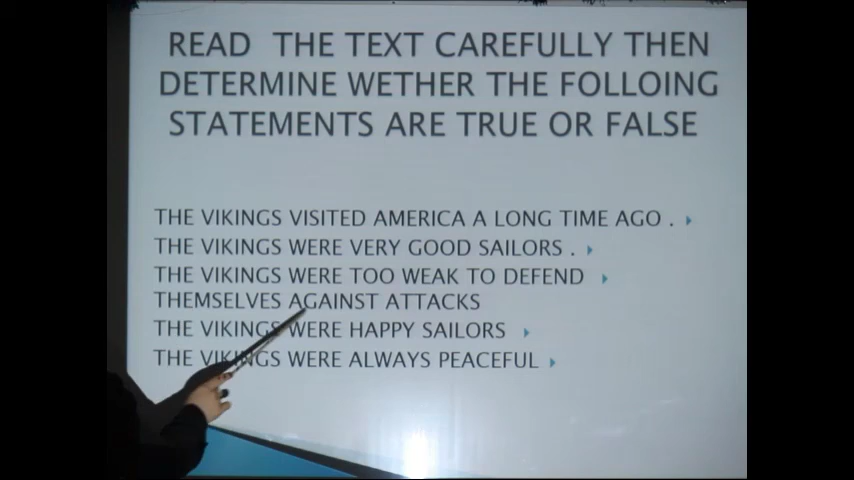 READ THE TEXT CAREFULLY THEN
DETERMINE WETHER THE FOLLOING
STATEMENTS ARE TRUE OR FALSE
THE VIKINGS VISITED AMERICA A LONG TIME AGO .
THE VIKINGS WERE VERY GOOD SAILORS .
THE VIKINGS WERE TOO WEAK TO DEFEND
THEMSELVES AGAINST ATTACKS
THE VIKINGS WERE HAPPY SAILORS
THE VIKINGS WERE ALWAYS PEACEFUL